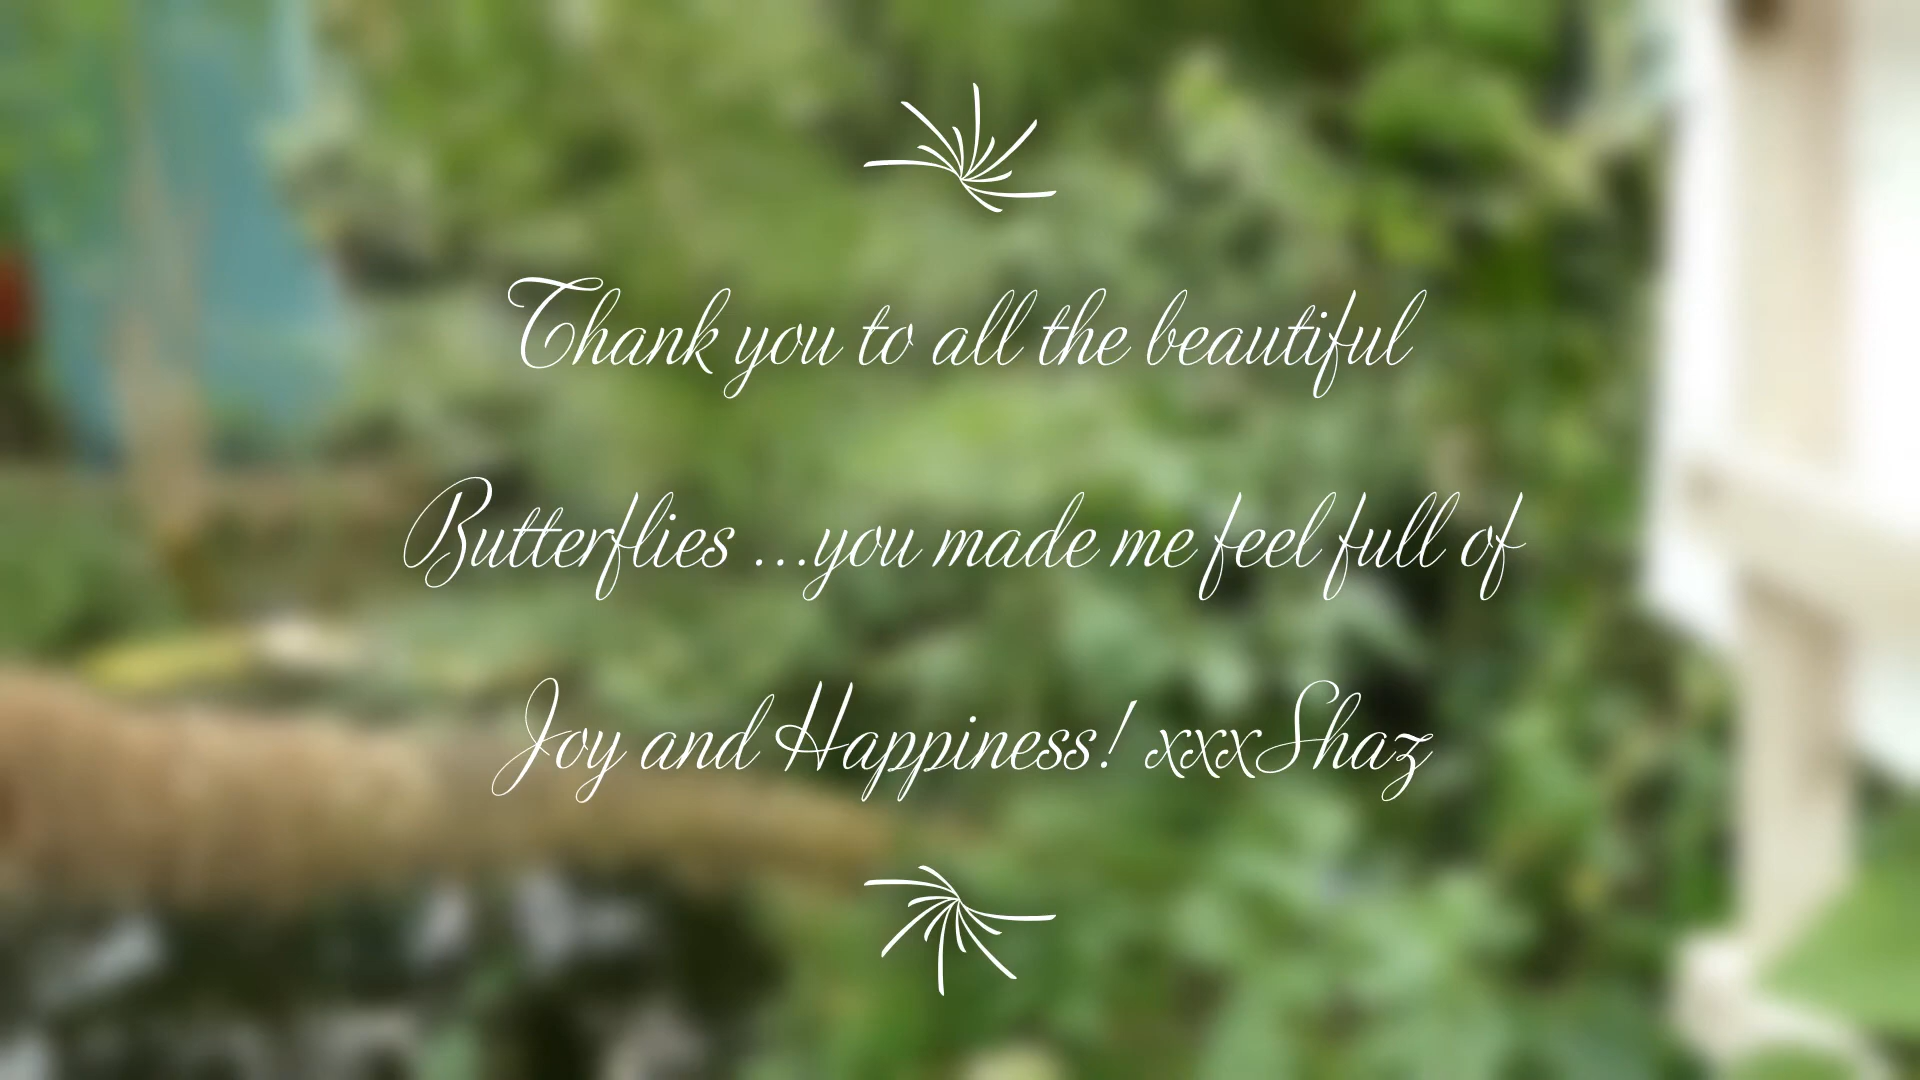 Thank you to all the beautiful
Butterflies ...you made me feel full of
Joy and Happiness! xxxShaz